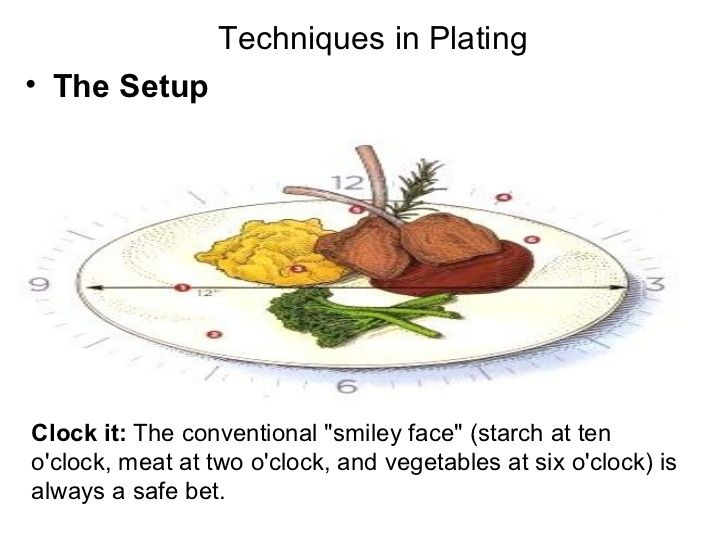 Techniques in Plating
• The Setup
12
9
3
12"
6
Clock it: The conventional "smiley face" (starch at ten
o'clock, meat at two o'clock, and vegetables at six o'clock) is
always a safe bet.